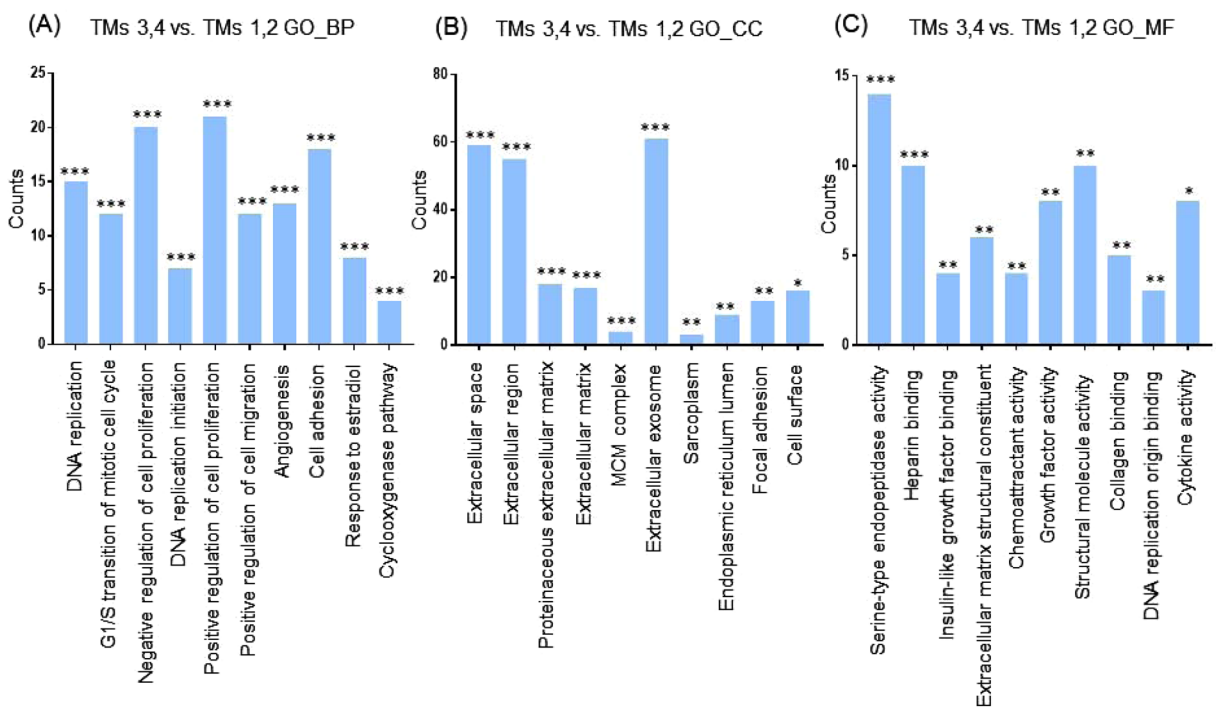 (A) TMs 3,4 vs. TMs 1,2 GO_BP
Counts
25
20
15
10
5
0
***
***
***
***
***
***
***
***
***
***
DNA replication
G1/S transition of mitotic cell cycle
Negative regulation of cell proliferation
DNA replication initiation
Positive regulation of cell proliferation
Positive regulation of cell migration
Angiogenesis
Cell adhesion
Response to estradiol
Cyclooxygenase pathway
(B) TMs 3,4 vs. TMs 1,2 GO_CC
Counts
80
60
40
20
0
***
***
***
***
***
***
**
**
**
*
Extracellular space
Extracellular region
Proteinaceous extracellular matrix
Extracellular matrix
MCM complex
Extracellular exosome
Sarcoplasm
Endoplasmic reticulum lumen
Focal adhesion
Cell surface
(C) TMs 3,4 vs. TMs 1,2 GO_MF
Counts
15
10
5
0
***
***
**
**
**
**
**
**
**
*
Serine-type endopeptidase activity
Heparin binding
Insulin-like growth factor binding
Extracellular matrix structural constituent
Chemoattractant activity
Growth factor activity
Structural molecule activity
Collagen binding
DNA replication origin binding
Cytokine activity